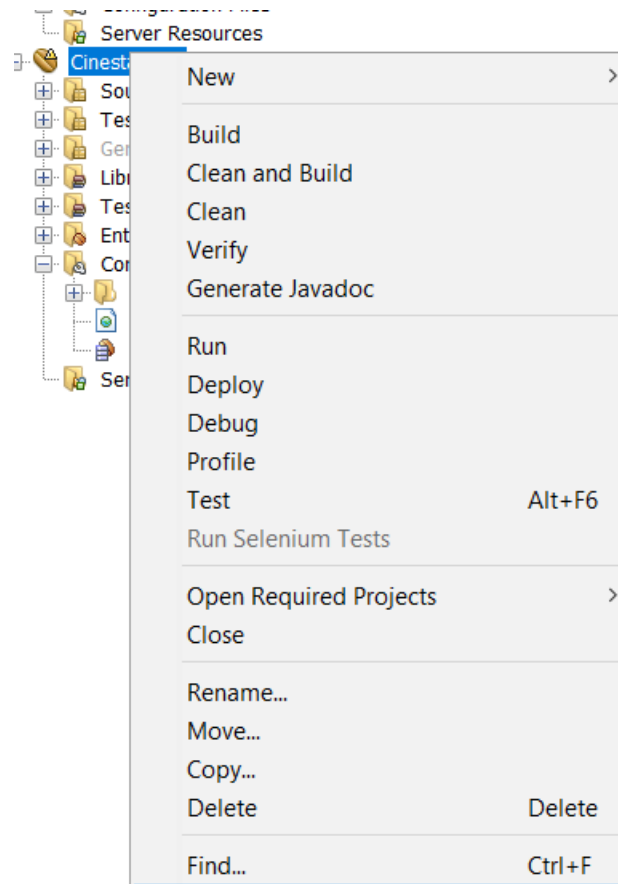 Server Resources
New
Build
Clean and Build
Clean
Verify
Generate Javadoc
Run
Deploy
Debug
Profile
Test Alt+F6
Run Selenium Tests
Open Required Projects
Close
Rename...
Move...
Copy...
Delete Delete
Find... Ctrl+F